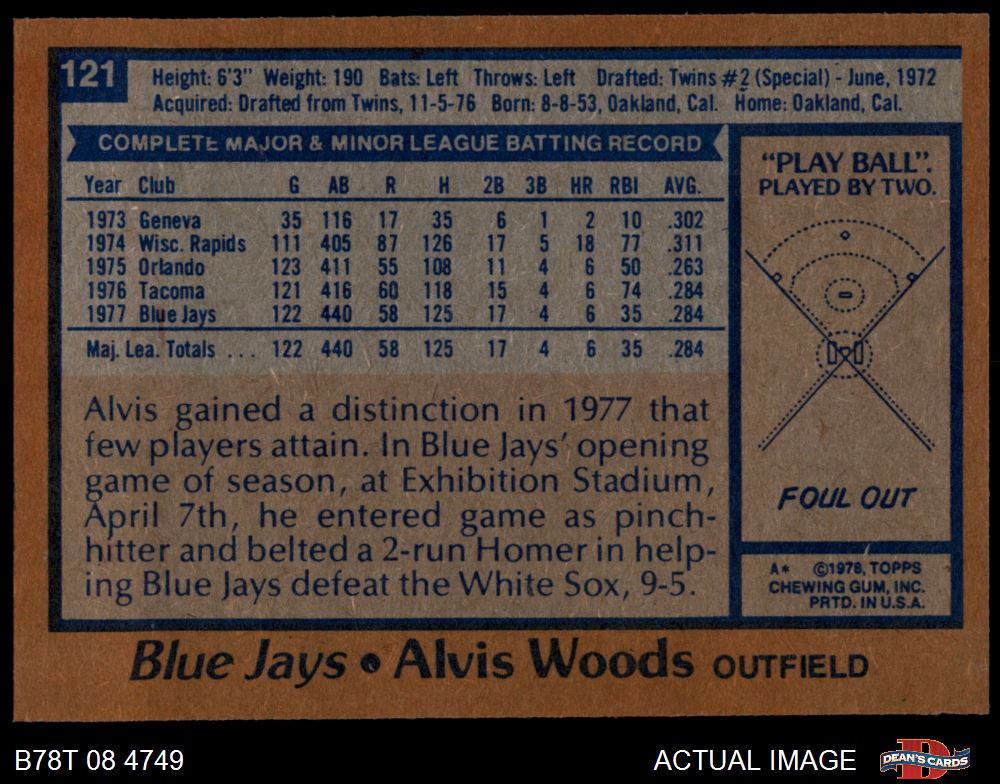 121
Height: 6'3" Weight: 190 Bats: Left Throws: Left Drafted: Twins #2 (Special) - June, 1972
Acquired: Drafted from Twins, 11-5-76 Born: 8-8-53, Oakland, Cal. Home: Oakland, Cal.
COMPLETE MAJOR & MINOR LEAGUE BATTING RECORD
Year Club G AB R H 2B 3B HR RBI AVG.
1973 Geneva 35 116 17 35 6 1 2 10 .302
1974 Wisc. Rapids 111 405 87 126 17 5 18 77 .311
1975 Orlando 123 411 55 108 11 4 6 50 .263
1976 Tacoma 121 416 60 118 15 4 6 74 .284
1977 Blue Jays 122 440 58 125 17 4 6 35 .284
Maj. Lea. Totals . . . 122 440 58 125 17 4 6 35 .284
Alvis gained a distinction in 1977 that
few players attain. In Blue Jays' opening
game of season, at Exhibition Stadium,
April 7th, he entered game as pinch-
hitter and belted a 2-run Homer in help-
ing Blue Jays defeat the White Sox, 9-5.
"PLAY BALL".
PLAYED BY TWO.
FOUL OUT
A* ©1978, TOPPS
CHEWING GUM, INC.
PRTD. IN U.S.A.
Blue Jays • Alvis Woods OUTFIELD
B78T 08 4749
ACTUAL IMAGE
DEAN'S CARDS